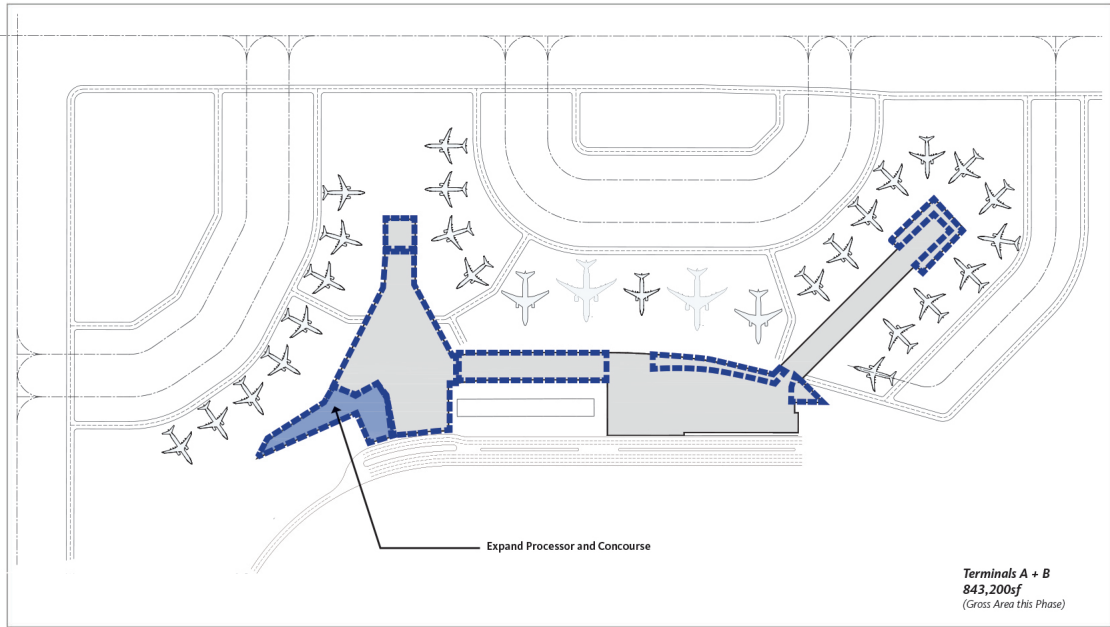 Expand Processor and Concourse
Terminals A + B
843,200sf
(Gross Area this Phase)